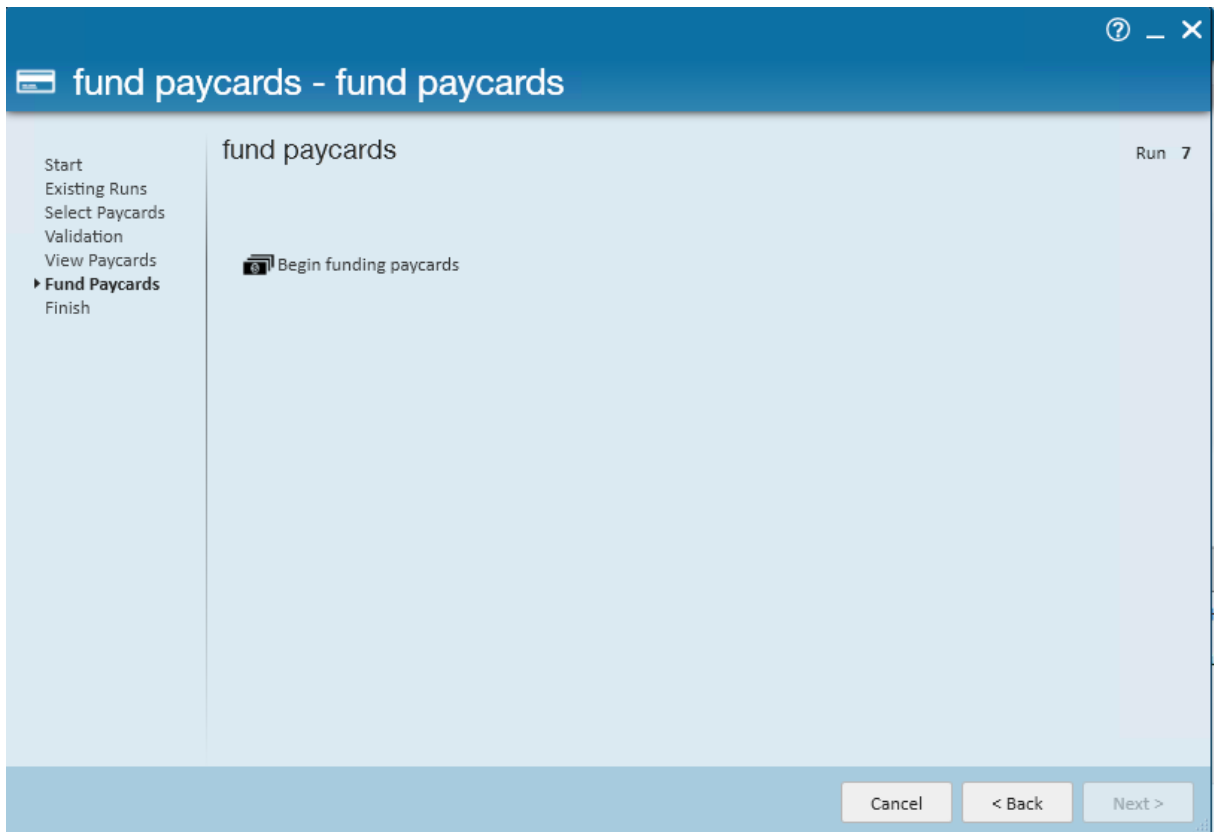 fund paycards - fund paycards
fund paycards
Run 7
Start
Existing Runs
Select Paycards
Validation
View Paycards
Fund Paycards
Finish
Begin funding paycards
Cancel
< Back
Next >